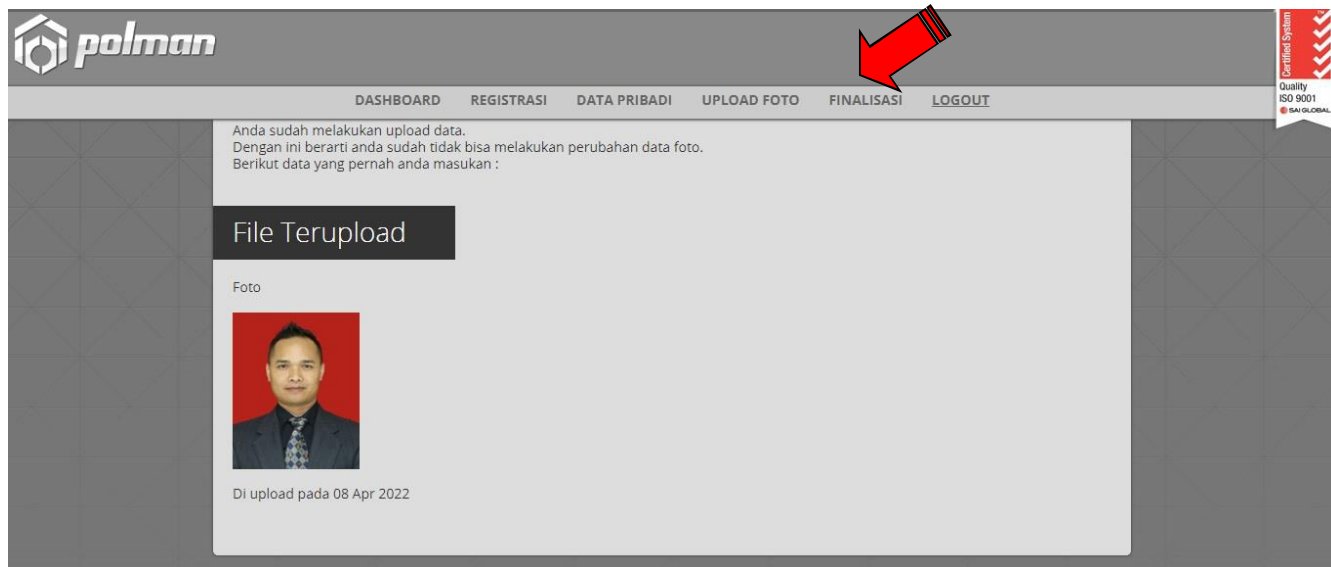 polman
Certified System
Quality
ISO 9001
SAI GLOBAL
DASHBOARD REGISTRASI DATA PRIBADI UPLOAD FOTO FINALISASI LOGOUT
Anda sudah melakukan upload data.
Dengan ini berarti anda sudah tidak bisa melakukan perubahan data foto.
Berikut data yang pernah anda masukan :
File Terupload
Foto
Di upload pada 08 Apr 2022